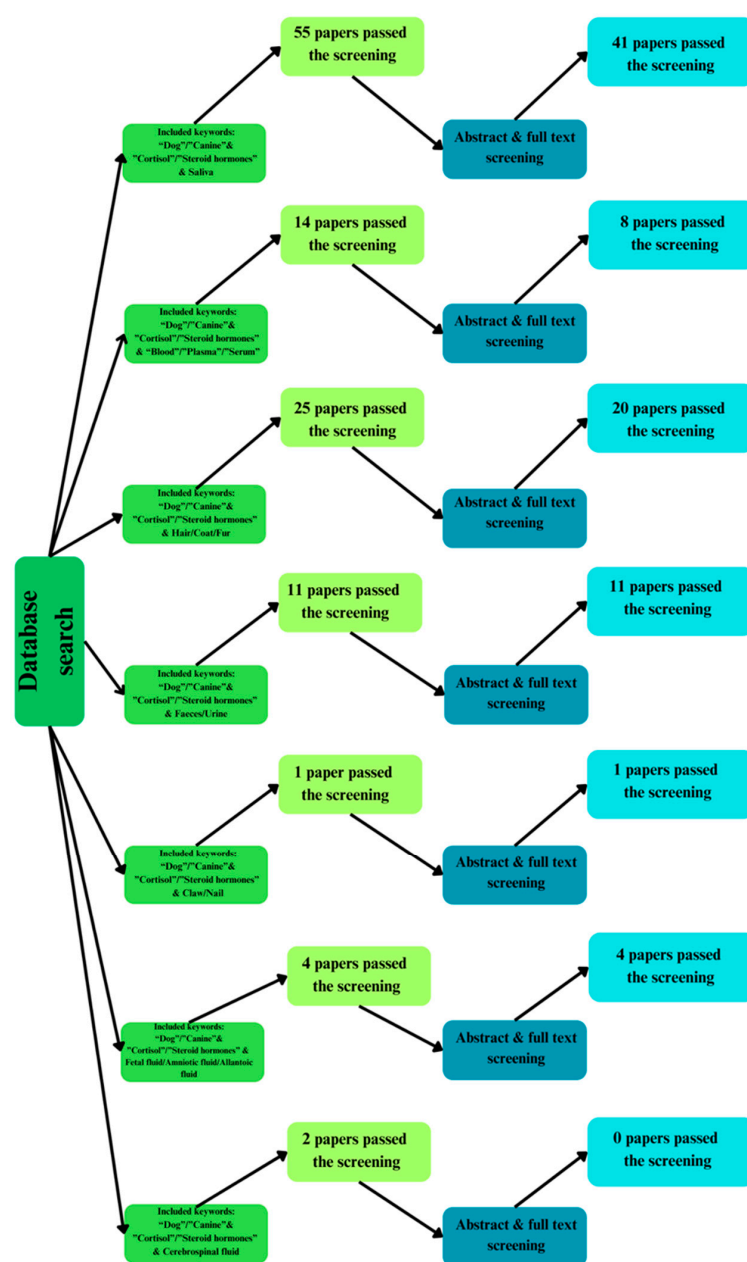 Database
search
55 papers passed
the screening
41 papers passed
the screening
Included keywords:
“Dog”/”Canine”&
”Cortisol”/”Steroid hormones”
& Saliva
Abstract & full text
screening
14 papers passed
the screening
8 papers passed
the screening
Included keywords:
“Dog”/”Canine”&
”Cortisol”/”Steroid hormones”
& “Blood”/”Plasma”/”Serum”
Abstract & full text
screening
25 papers passed
the screening
20 papers passed
the screening
Included keywords:
“Dog”/”Canine”&
”Cortisol”/”Steroid hormones”
& Hair/Coat/Fur
Abstract & full text
screening
11 papers passed
the screening
11 papers passed
the screening
Included keywords:
“Dog”/”Canine”&
”Cortisol”/”Steroid hormones”
& Faeces/Urine
Abstract & full text
screening
1 paper passed
the screening
1 papers passed
the screening
Included keywords:
“Dog”/”Canine”&
”Cortisol”/”Steroid hormones”
& Claw/Nail
Abstract & full text
screening
4 papers passed
the screening
4 papers passed
the screening
Included keywords:
“Dog”/”Canine”&
”Cortisol”/”Steroid hormones” &
Fetal fluid/Amniotic fluid/Allantoic
fluid
Abstract & full text
screening
2 papers passed
the screening
0 papers passed
the screening
Included keywords:
“Dog”/”Canine”&
”Cortisol”/”Steroid hormones”
& Cerebrospinal fluid
Abstract & full text
screening